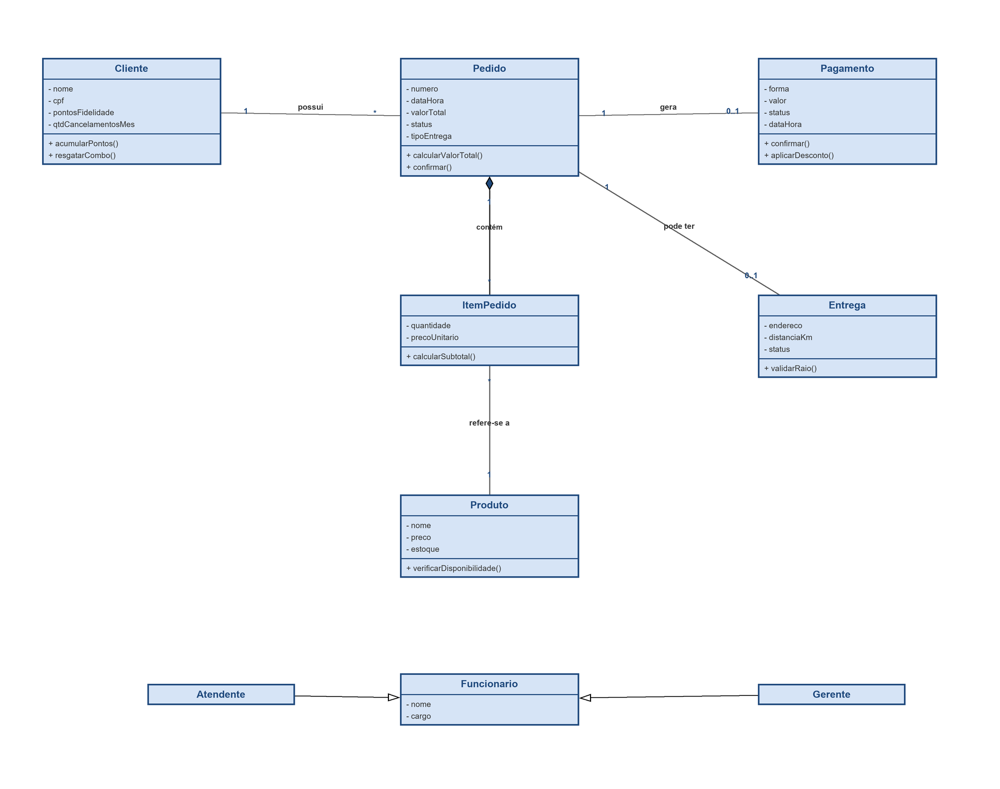 Cliente
- nome
- cpf
- pontosFidelidade
- qtdCancelamentosMes
+ acumularPontos()
+ resgatarCombo()
1
possui
*
Pedido
- numero
- dataHora
- valorTotal
- status
- tipoEntrega
+ calcularValorTotal()
+ confirmar()
1
gera
0..1
Pagamento
- forma
- valor
- status
- dataHora
+ confirmar()
+ aplicarDesconto()
1
contém
*
1
pode ter
0..1
ItemPedido
- quantidade
- precoUnitario
+ calcularSubtotal()
Entrega
- endereco
- distanciaKm
- status
+ validarRaio()
*
refere-se a
1
Produto
- nome
- preco
- estoque
+ verificarDisponibilidade()
Atendente
Funcionario
- nome
- cargo
Gerente